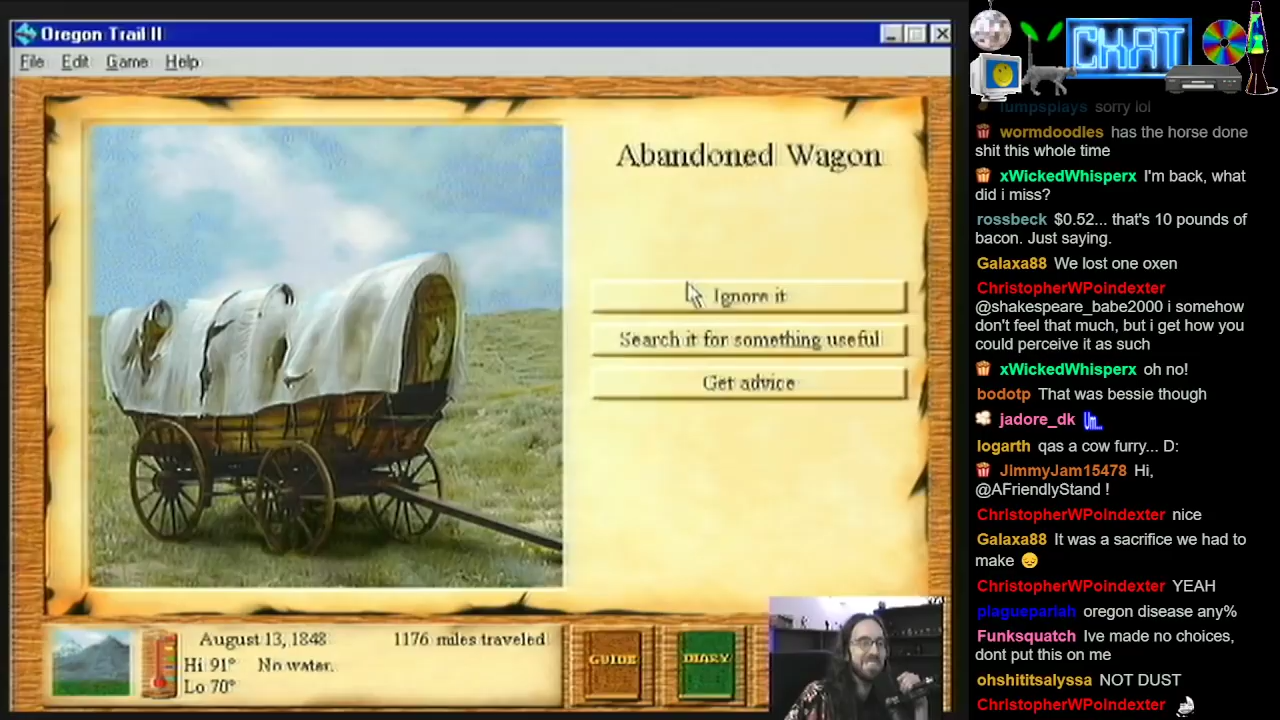 Oregon Trail II
File Edit Game Help
Abandoned Wagon
Ignore it
Search it for something useful
Get advice
August 13, 1848 1176 miles traveled
Hi 91° No water.
Lo 70°
GUIDE
DIARY
CHAT
lumpsplays sorry lol
wormdoodles has the horse done
shit this whole time
xWickedWhisperx I'm back, what
did i miss?
rossbeck $0.52... that's 10 pounds of
bacon. Just saying.
Galaxa88 We lost one oxen
ChristopherWPoIndexter
@shakespeare_babe2000 i somehow
don't feel that much, but i get how you
could perceive it as such
xWickedWhisperx oh no!
bodotp That was bessie though
jadore_dk Um...
logarth qas a cow furry... D:
JImmyJam15478 Hi,
@AFriendlyStand !
ChristopherWPoIndexter nice
Galaxa88 It was a sacrifice we had to
make 😔
ChristopherWPoIndexter YEAH
plaguepariah oregon disease any%
Funksquatch Ive made no choices,
dont put this on me
ohshititsalyssa NOT DUST
ChristopherWPoIndexter